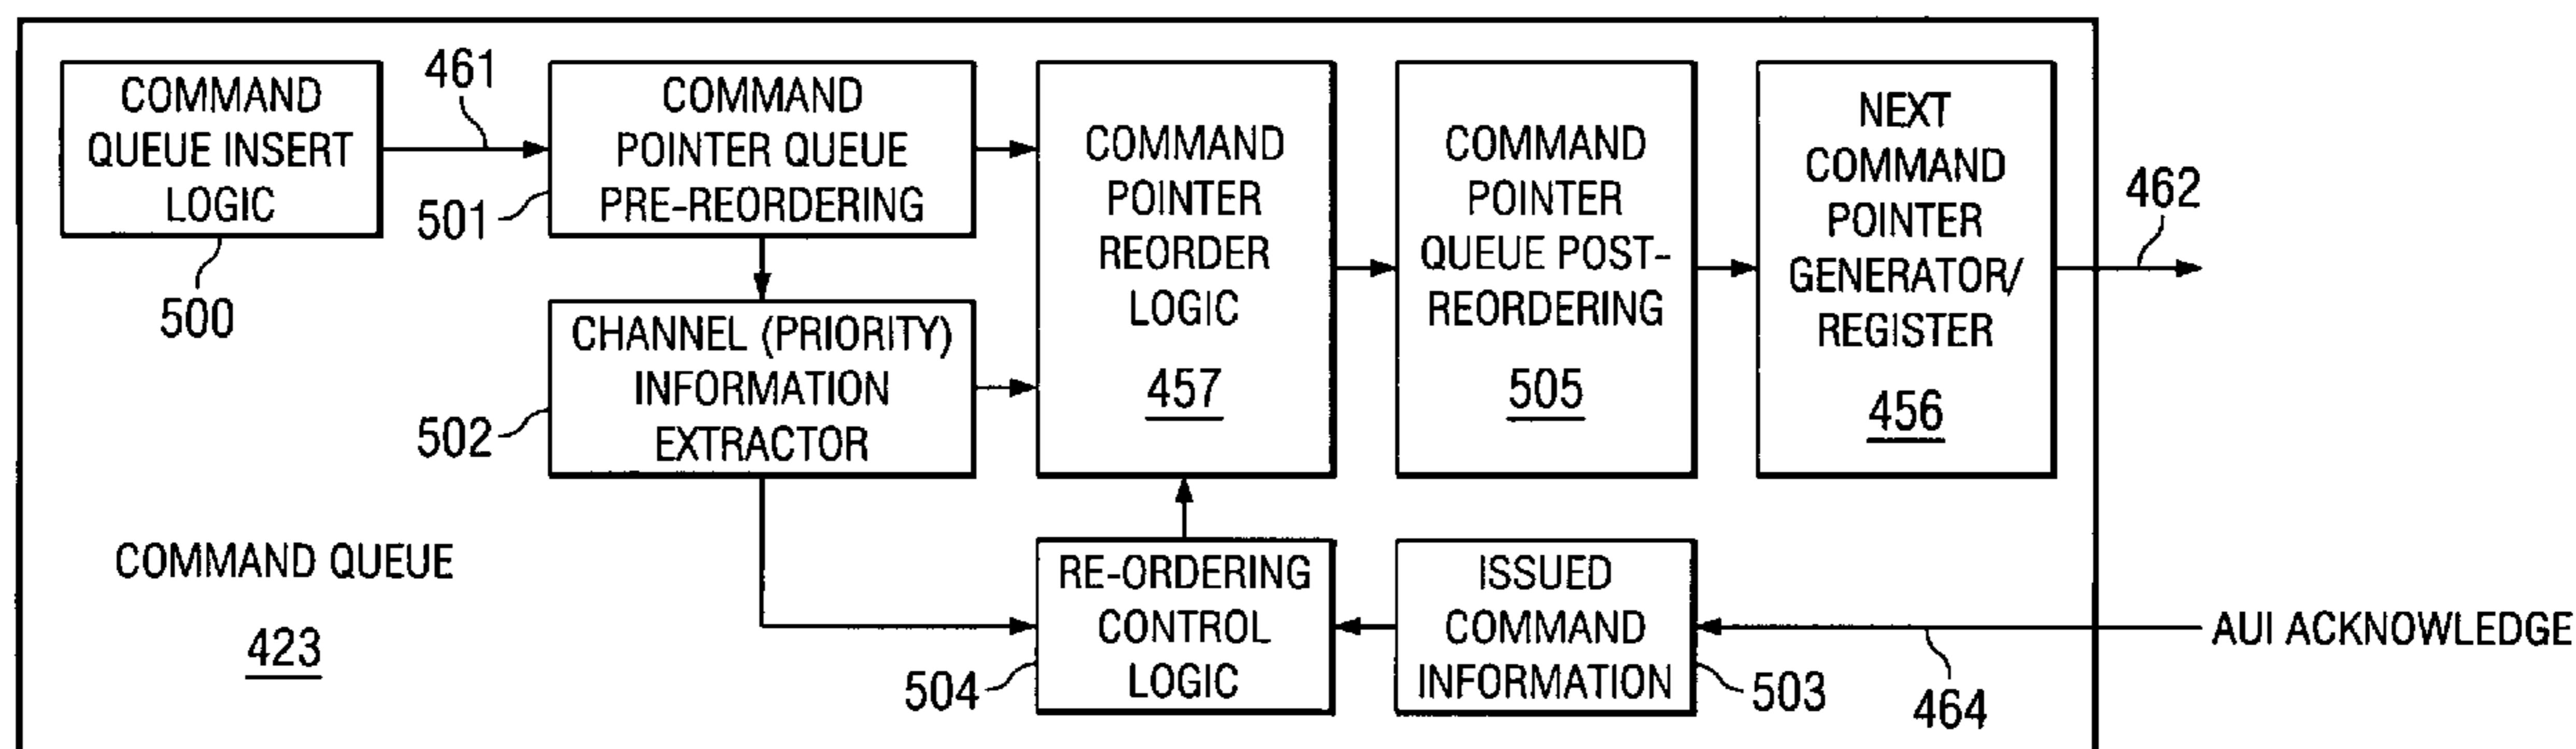 COMMAND
QUEUE INSERT
LOGIC
500
461
COMMAND
POINTER QUEUE
PRE-REORDERING
501
CHANNEL (PRIORITY)
INFORMATION
EXTRACTOR
502
COMMAND
POINTER
REORDER
LOGIC
457
COMMAND
POINTER
QUEUE POST-
REORDERING
505
NEXT
COMMAND
POINTER
GENERATOR/
REGISTER
456
462
COMMAND QUEUE
423
RE-ORDERING
CONTROL
LOGIC
504
ISSUED
COMMAND
INFORMATION
503
464
AUI ACKNOWLEDGE